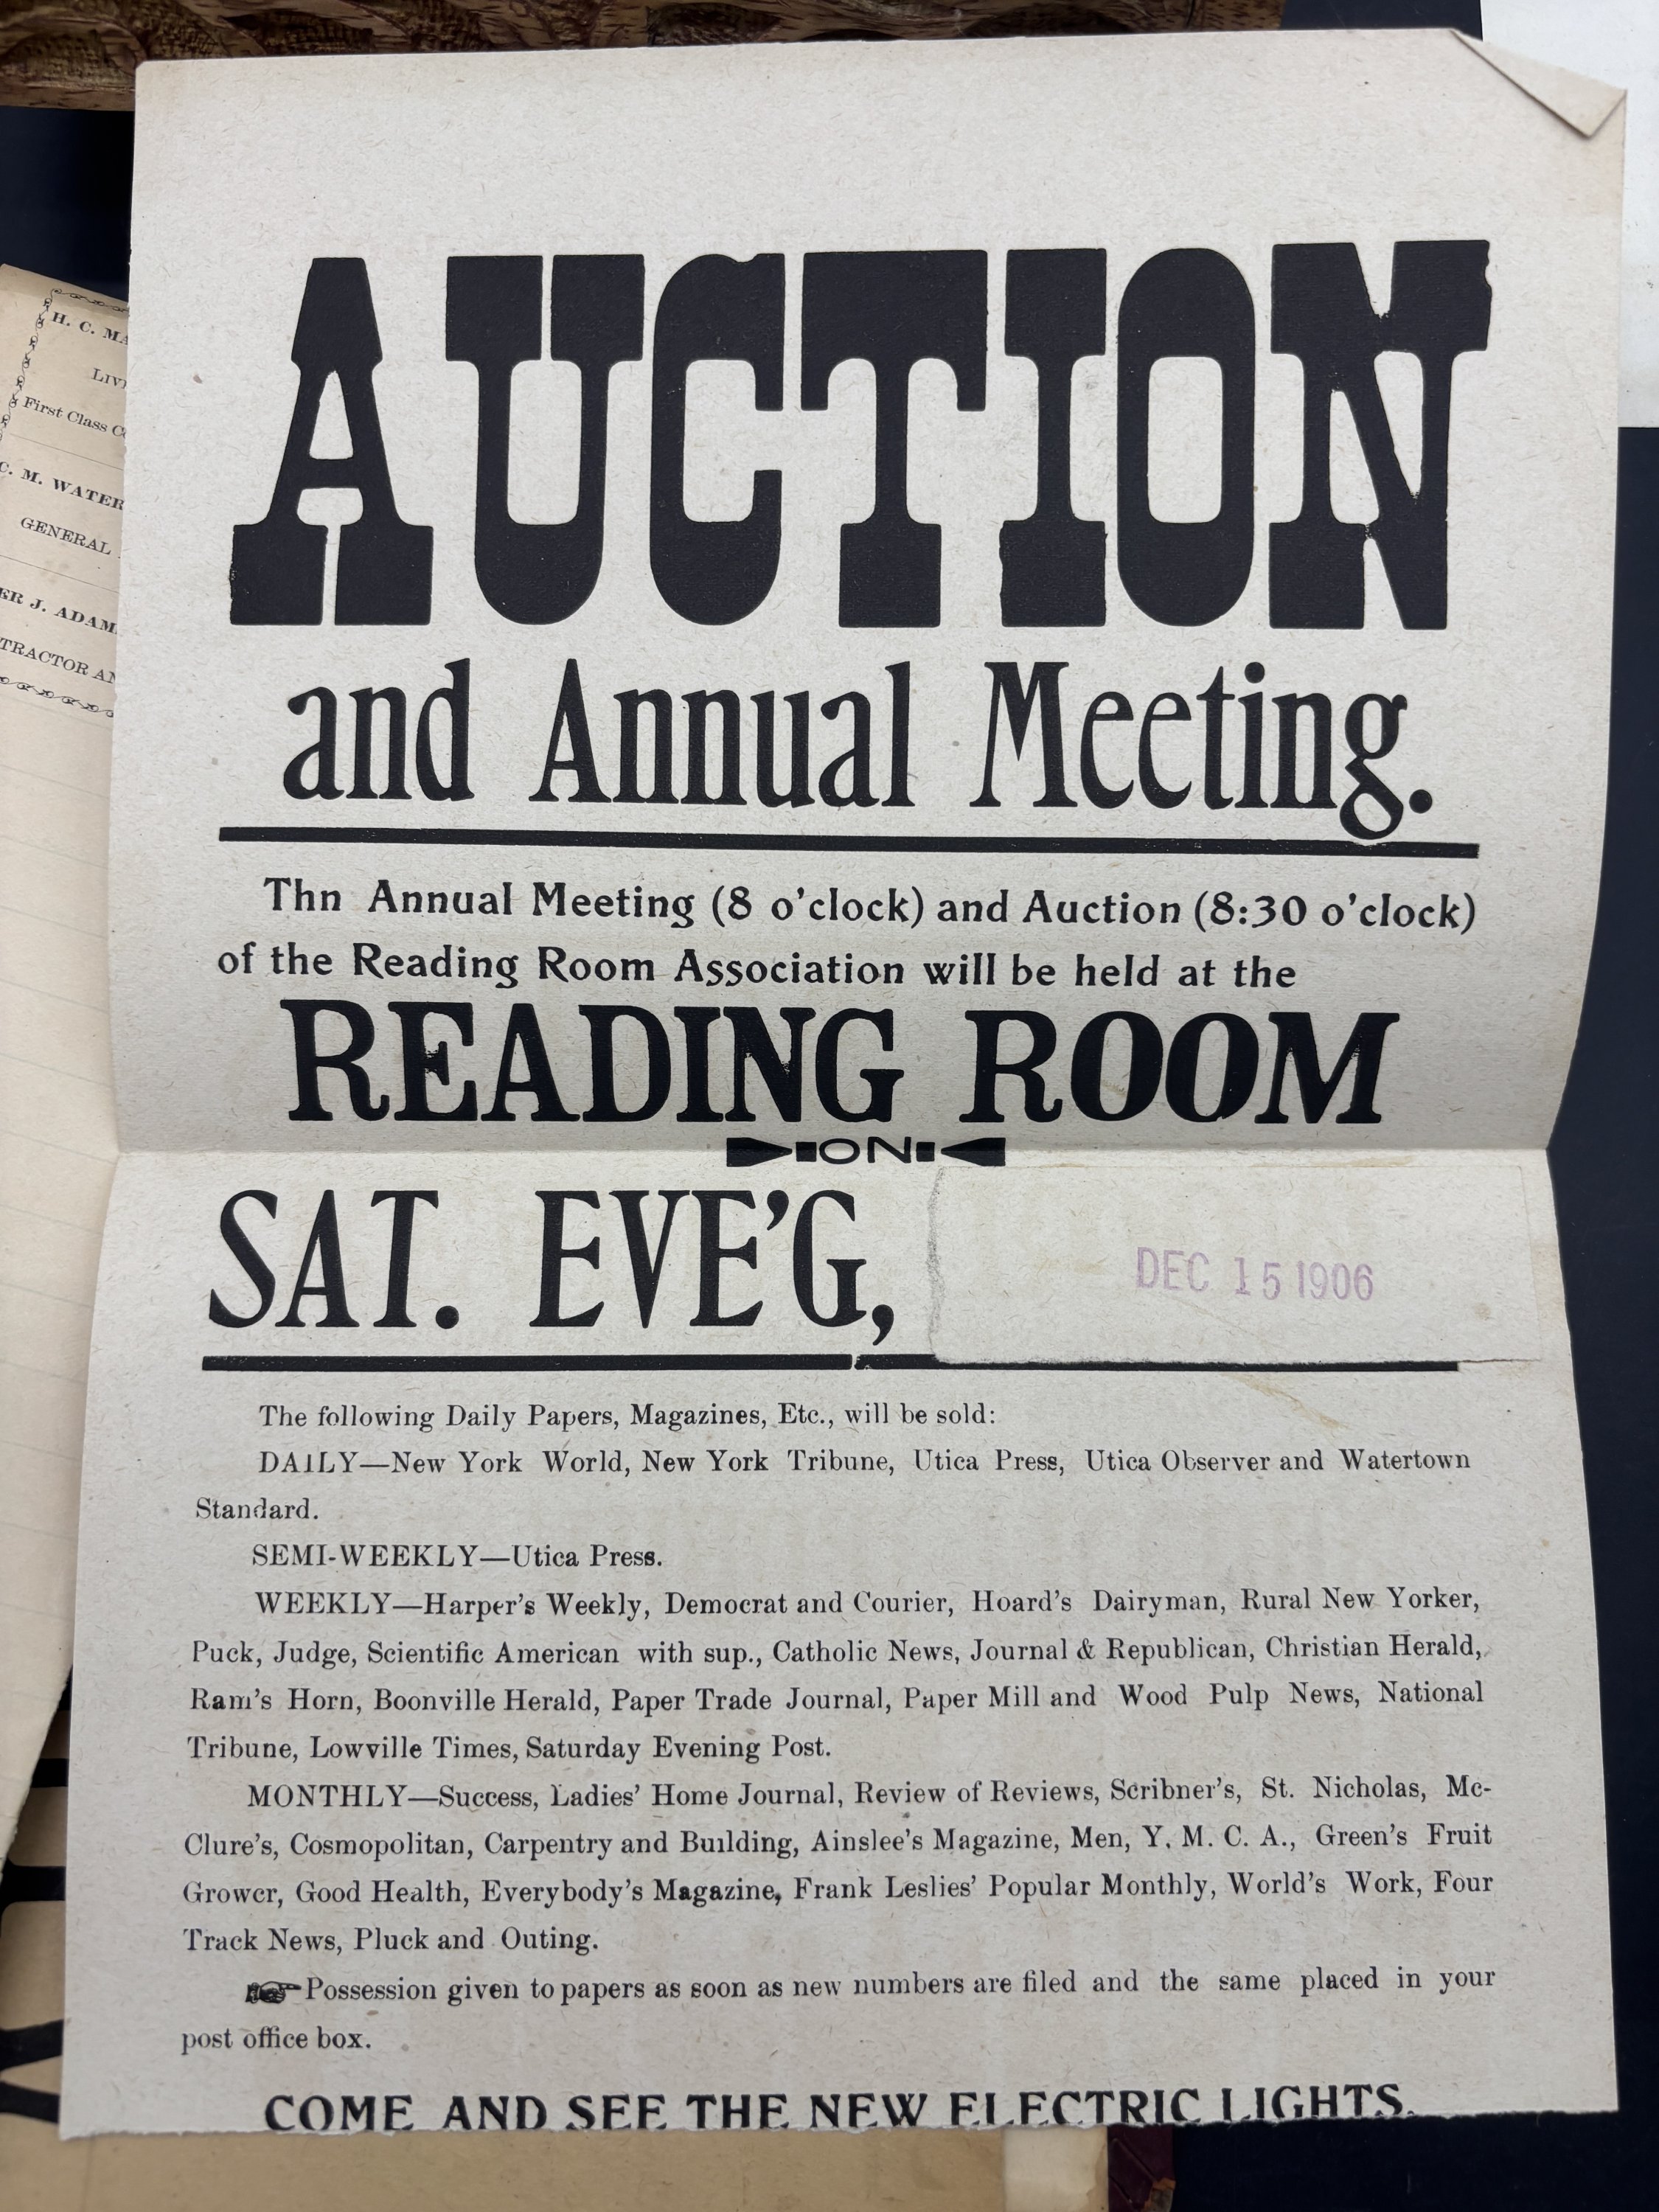 H. C. MA
LIV
First Class C
C. M. WATER
GENERAL
ER J. ADAM
TRACTOR AN
AUCTION
and Annual Meeting.
Thn Annual Meeting (8 o'clock) and Auction (8:30 o'clock)
of the Reading Room Association will be held at the
READING ROOM
ON
SAT. EVE'G,
DEC 15 1906
The following Daily Papers, Magazines, Etc., will be sold:
DAILY—New York World, New York Tribune, Utica Press, Utica Observer and Watertown
Standard.
SEMI-WEEKLY—Utica Press.
WEEKLY—Harper's Weekly, Democrat and Courier, Hoard's Dairyman, Rural New Yorker,
Puck, Judge, Scientific American with sup., Catholic News, Journal & Republican, Christian Herald,
Ram's Horn, Boonville Herald, Paper Trade Journal, Paper Mill and Wood Pulp News, National
Tribune, Lowville Times, Saturday Evening Post.
MONTHLY—Success, Ladies' Home Journal, Review of Reviews, Scribner's, St. Nicholas, Mc-
Clure's, Cosmopolitan, Carpentry and Building, Ainslee's Magazine, Men, Y. M. C. A., Green's Fruit
Grower, Good Health, Everybody's Magazine, Frank Leslies' Popular Monthly, World's Work, Four
Track News, Pluck and Outing.
☞Possession given to papers as soon as new numbers are filed and the same placed in your
post office box.
COME AND SEE THE NEW ELECTRIC LIGHTS.